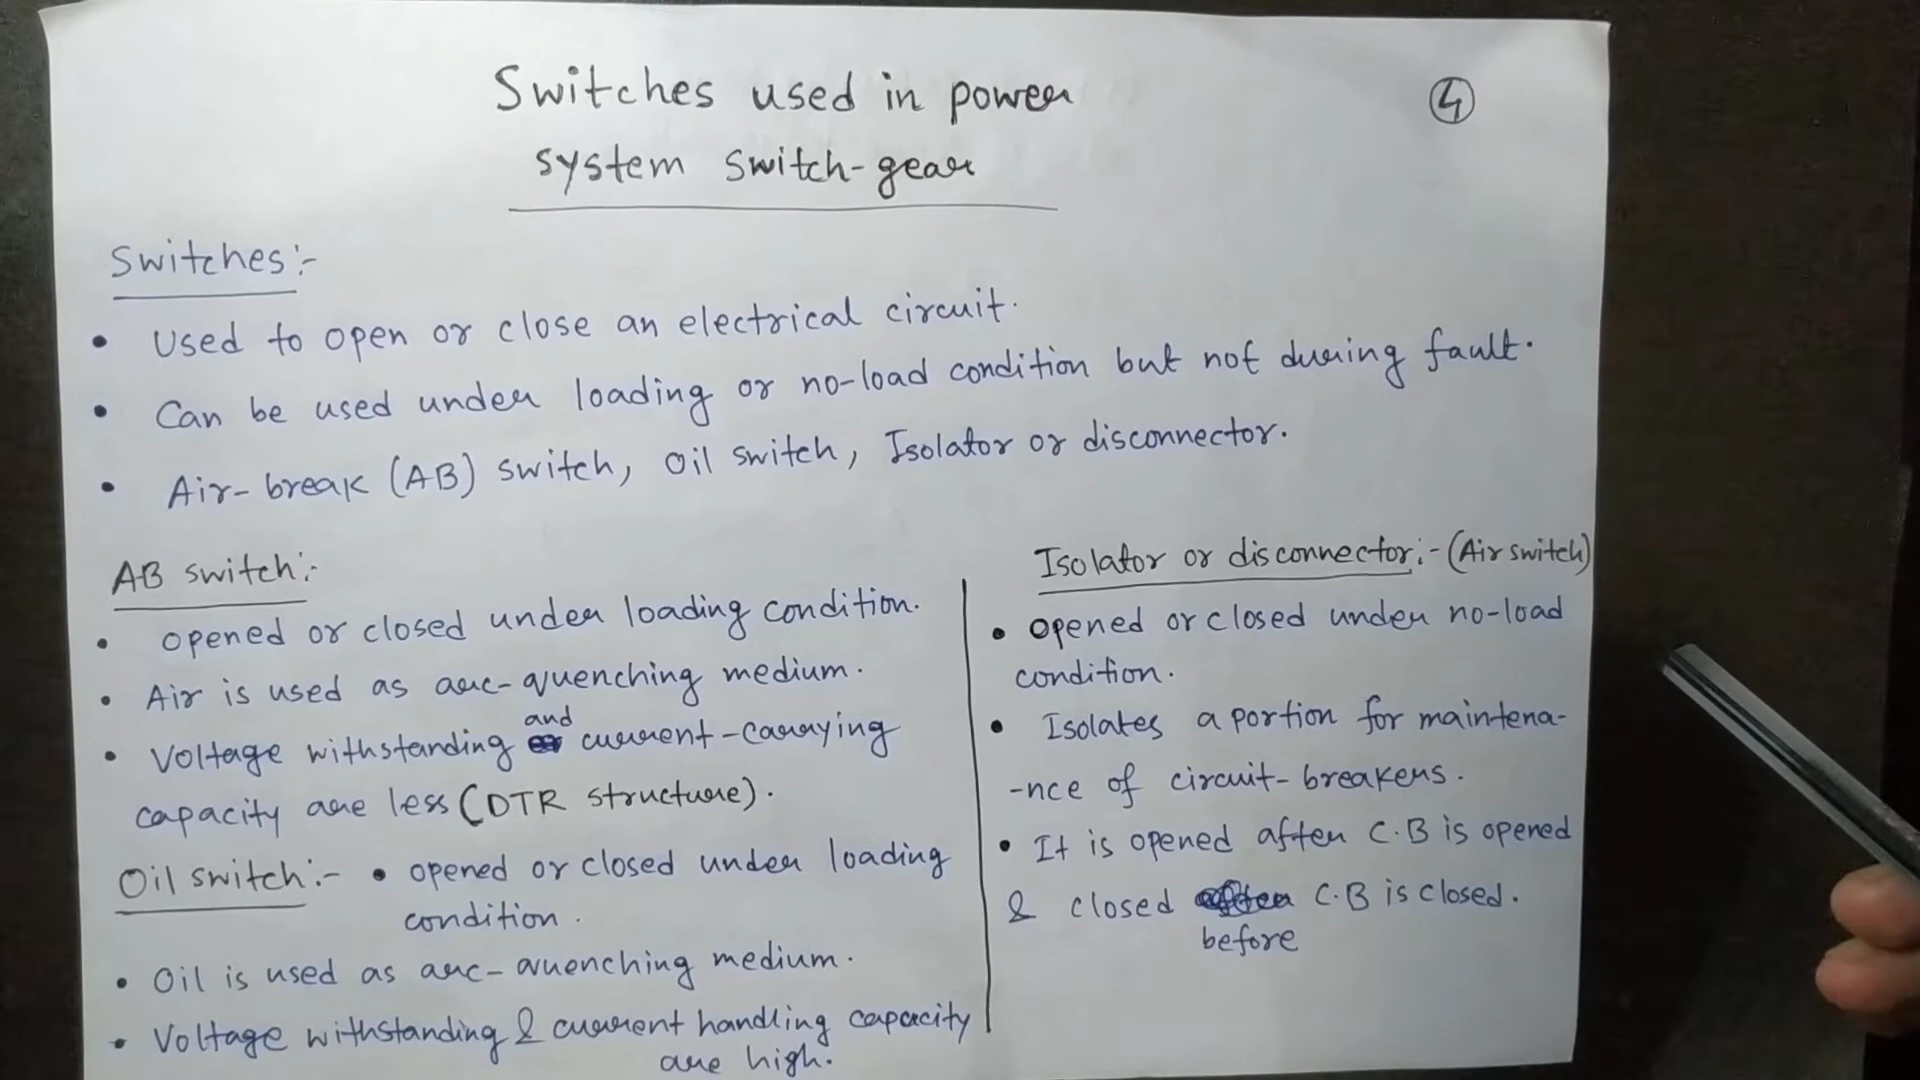 Switches used in power
system switch-gear
4
Switches:-
• Used to open or close an electrical circuit.
• Can be used under loading or no-load condition but not during fault.
• Air-break (AB) switch, Oil switch, Isolator or disconnector.
AB switch:-
• opened or closed under loading condition.
• Air is used as arc-quenching medium.
• Voltage withstanding and current-carrying
capacity are less (DTR structure).
Oil switch:- • opened or closed under loading
condition.
• Oil is used as arc-quenching medium.
• Voltage withstanding & current handling capacity
are high.
Isolator or disconnector:- (Air switch)
• opened or closed under no-load
condition.
• Isolates a portion for maintena-
-nce of circuit-breakers.
• It is opened after C.B is opened
& closed before C.B is closed.